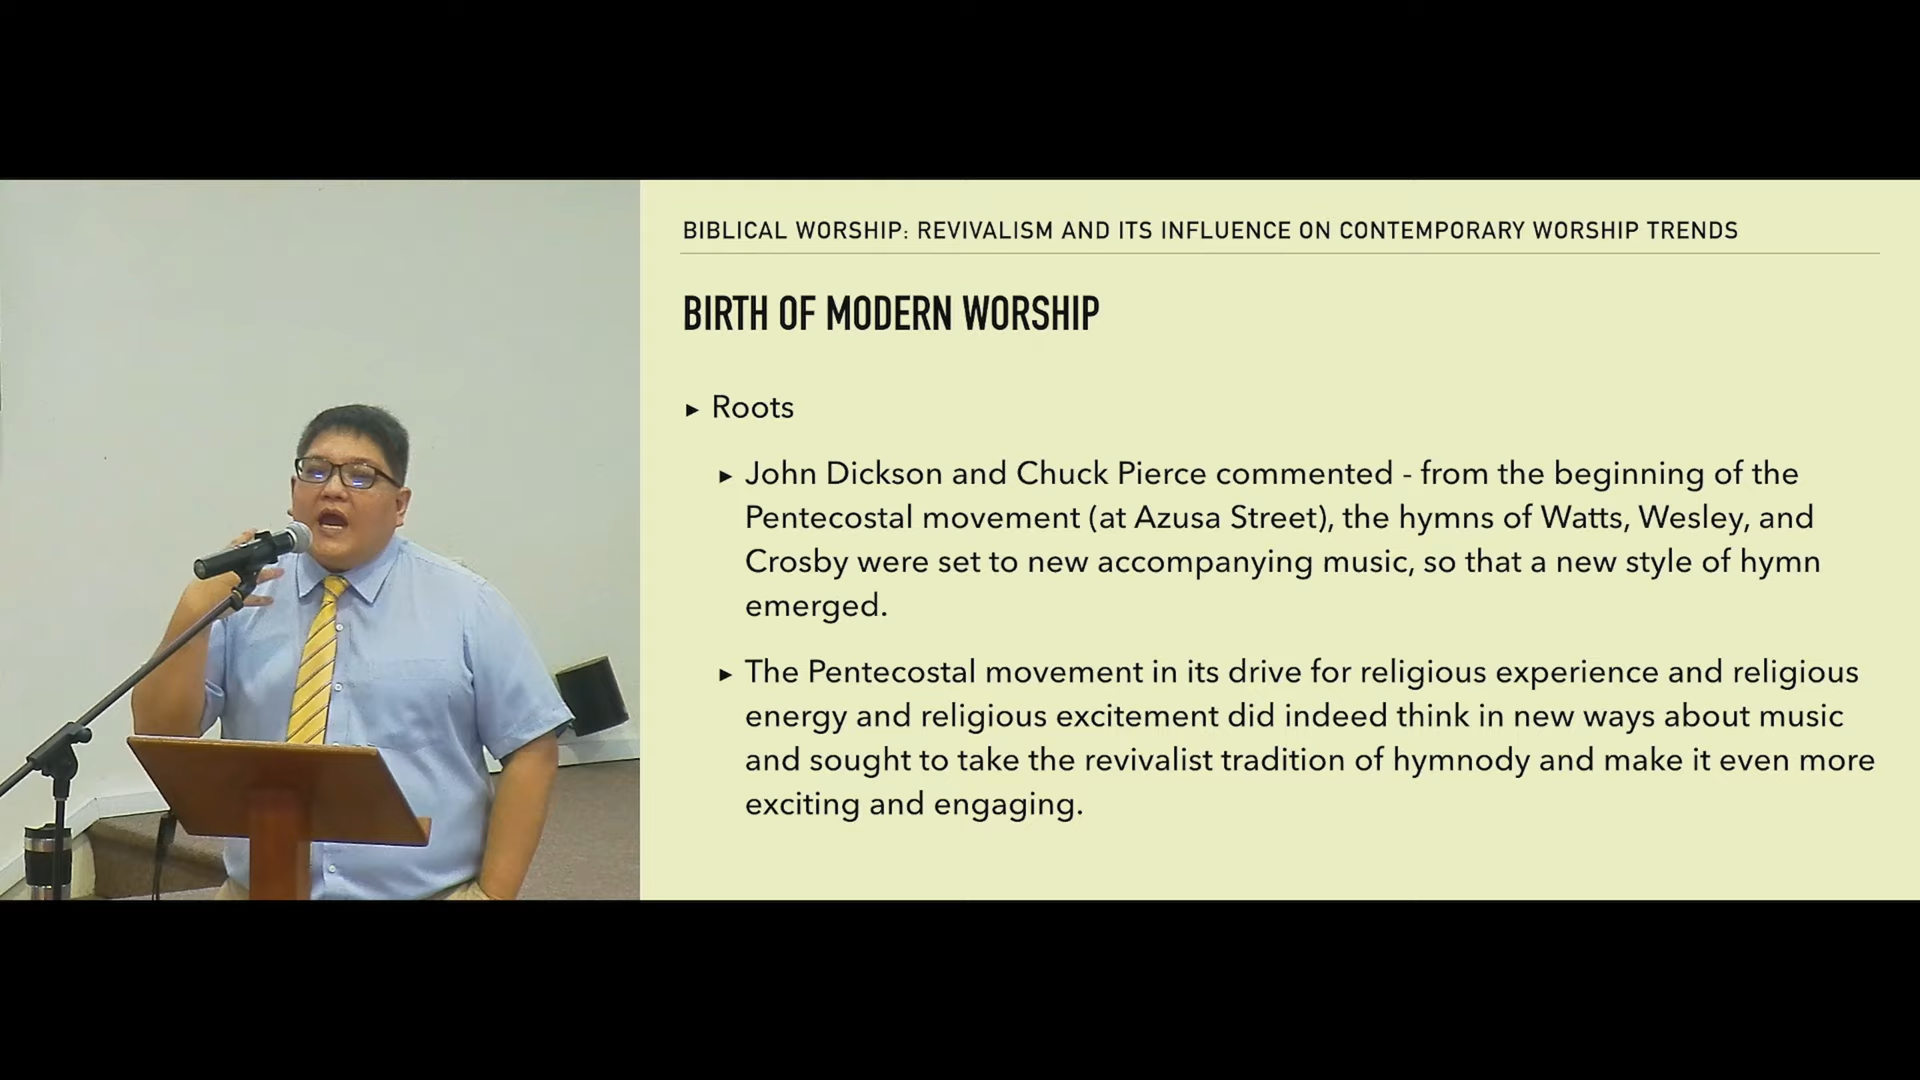 BIBLICAL WORSHIP: REVIVALISM AND ITS INFLUENCE ON CONTEMPORARY WORSHIP TRENDS
BIRTH OF MODERN WORSHIP
▸ Roots
▸ John Dickson and Chuck Pierce commented - from the beginning of the
Pentecostal movement (at Azusa Street), the hymns of Watts, Wesley, and
Crosby were set to new accompanying music, so that a new style of hymn
emerged.
▸ The Pentecostal movement in its drive for religious experience and religious
energy and religious excitement did indeed think in new ways about music
and sought to take the revivalist tradition of hymnody and make it even more
exciting and engaging.